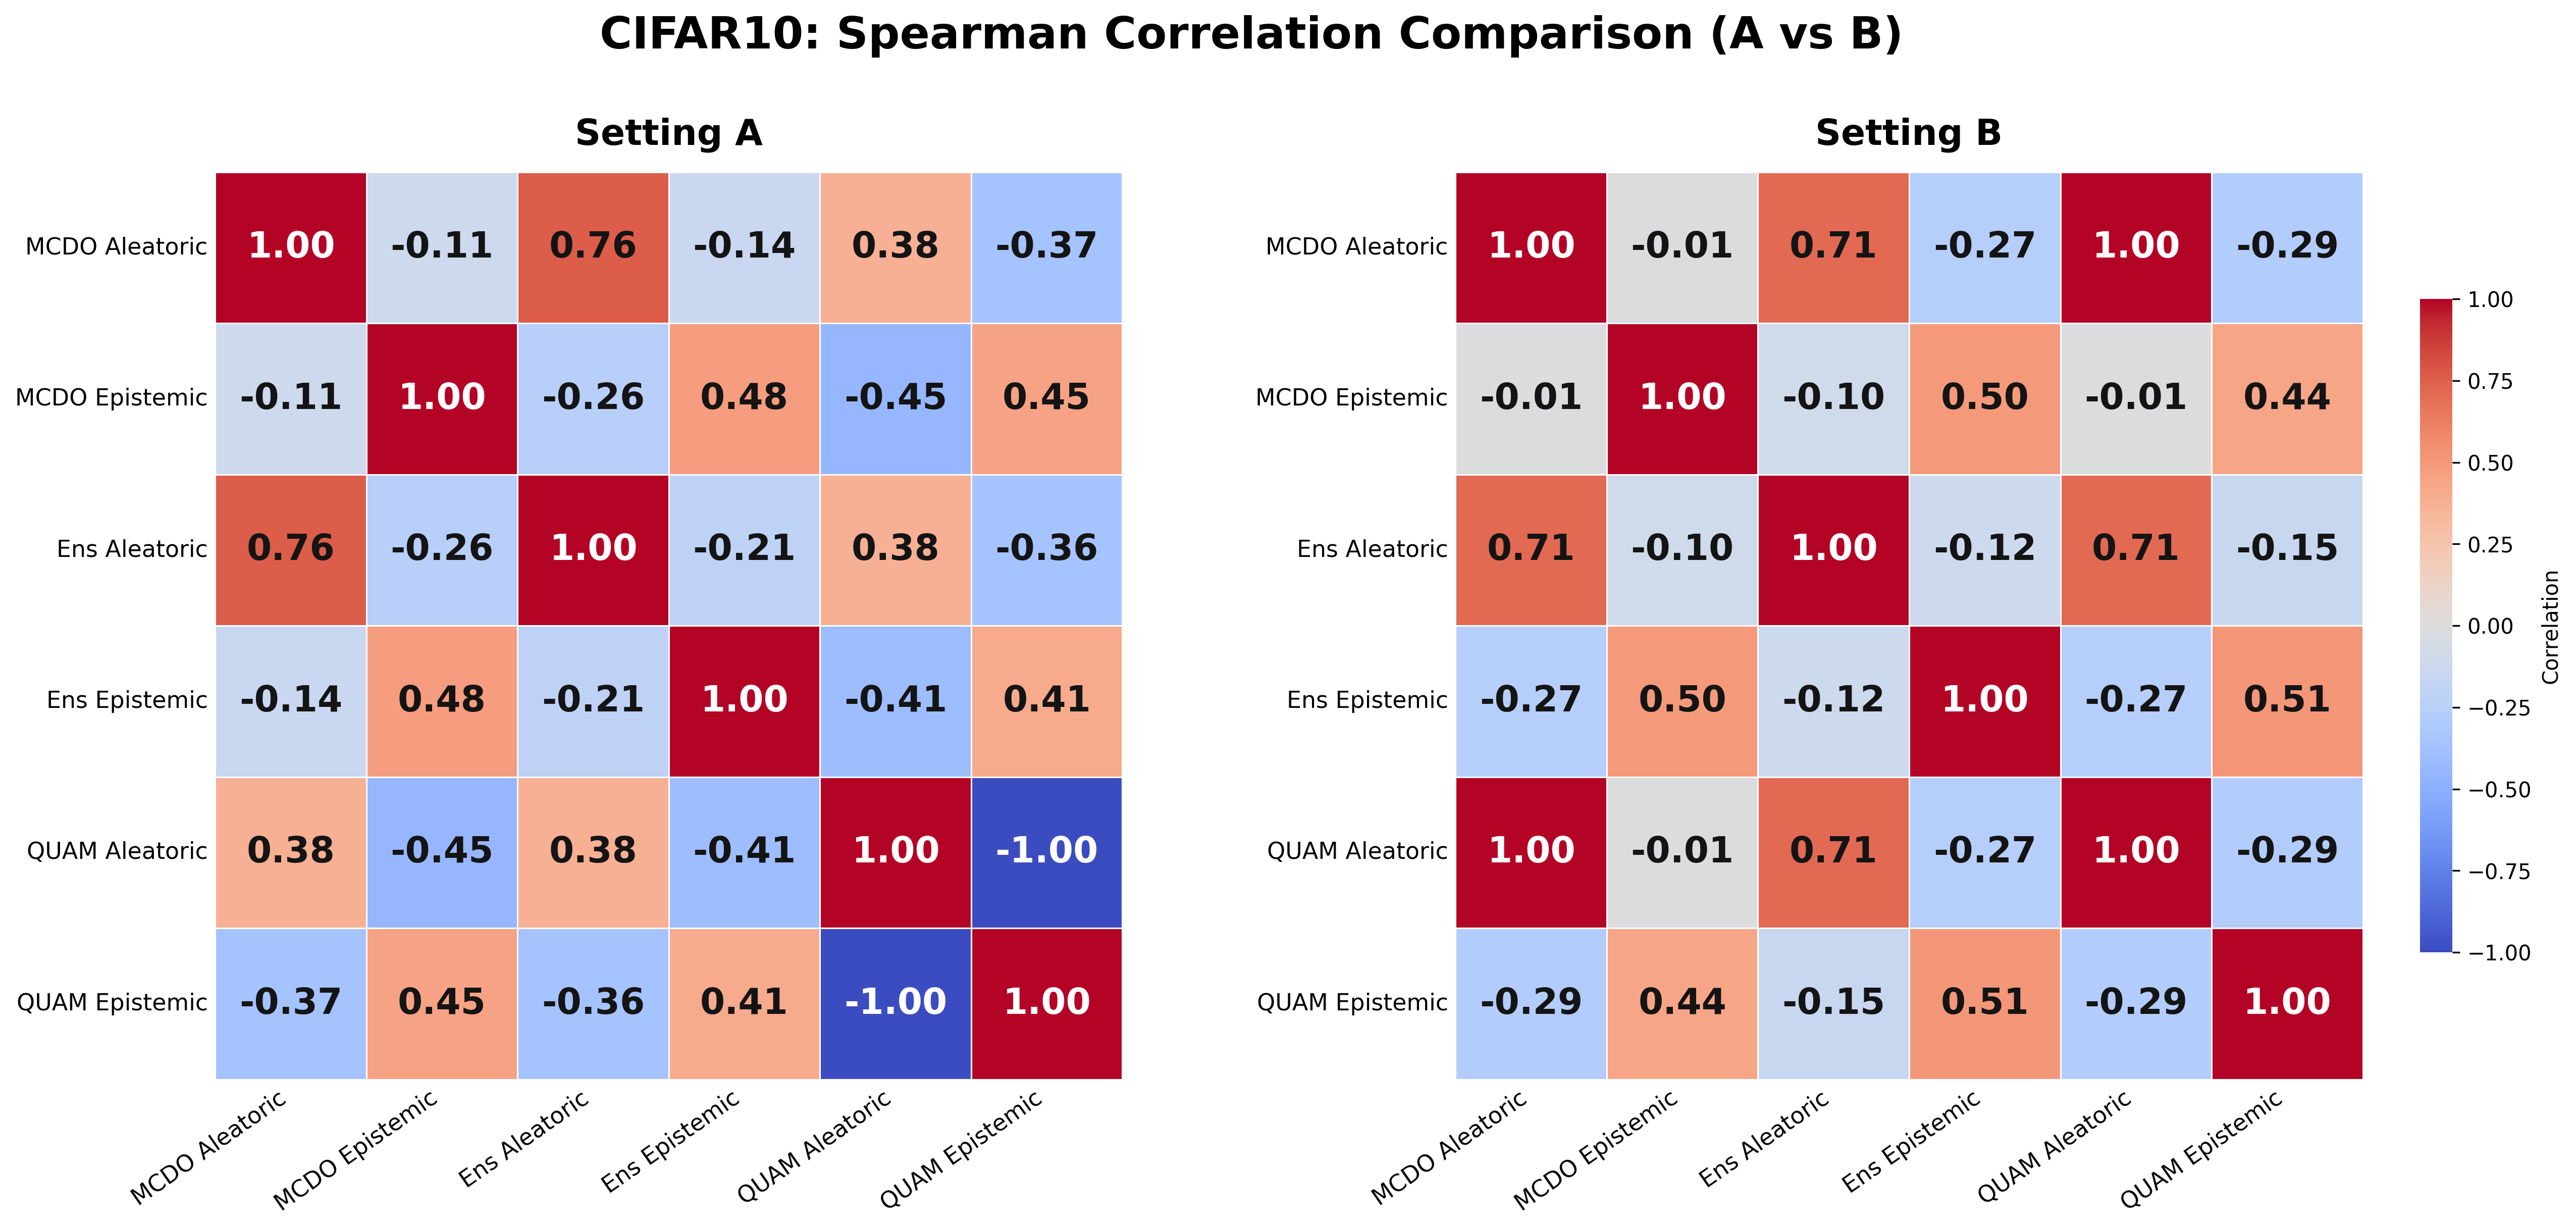 CIFAR10: Spearman Correlation Comparison (A vs B)
Setting A
MCDO Aleatoric 1.00 -0.11 0.76 -0.14 0.38 -0.37
MCDO Epistemic -0.11 1.00 -0.26 0.48 -0.45 0.45
Ens Aleatoric 0.76 -0.26 1.00 -0.21 0.38 -0.36
Ens Epistemic -0.14 0.48 -0.21 1.00 -0.41 0.41
QUAM Aleatoric 0.38 -0.45 0.38 -0.41 1.00 -1.00
QUAM Epistemic -0.37 0.45 -0.36 0.41 -1.00 1.00
MCDO Aleatoric
MCDO Epistemic
Ens Aleatoric
Ens Epistemic
QUAM Aleatoric
QUAM Epistemic
Setting B
MCDO Aleatoric 1.00 -0.01 0.71 -0.27 1.00 -0.29
MCDO Epistemic -0.01 1.00 -0.10 0.50 -0.01 0.44
Ens Aleatoric 0.71 -0.10 1.00 -0.12 0.71 -0.15
Ens Epistemic -0.27 0.50 -0.12 1.00 -0.27 0.51
QUAM Aleatoric 1.00 -0.01 0.71 -0.27 1.00 -0.29
QUAM Epistemic -0.29 0.44 -0.15 0.51 -0.29 1.00
MCDO Aleatoric
MCDO Epistemic
Ens Aleatoric
Ens Epistemic
QUAM Aleatoric
QUAM Epistemic
1.00
0.75
0.50
0.25
0.00
−0.25
−0.50
−0.75
−1.00
Correlation